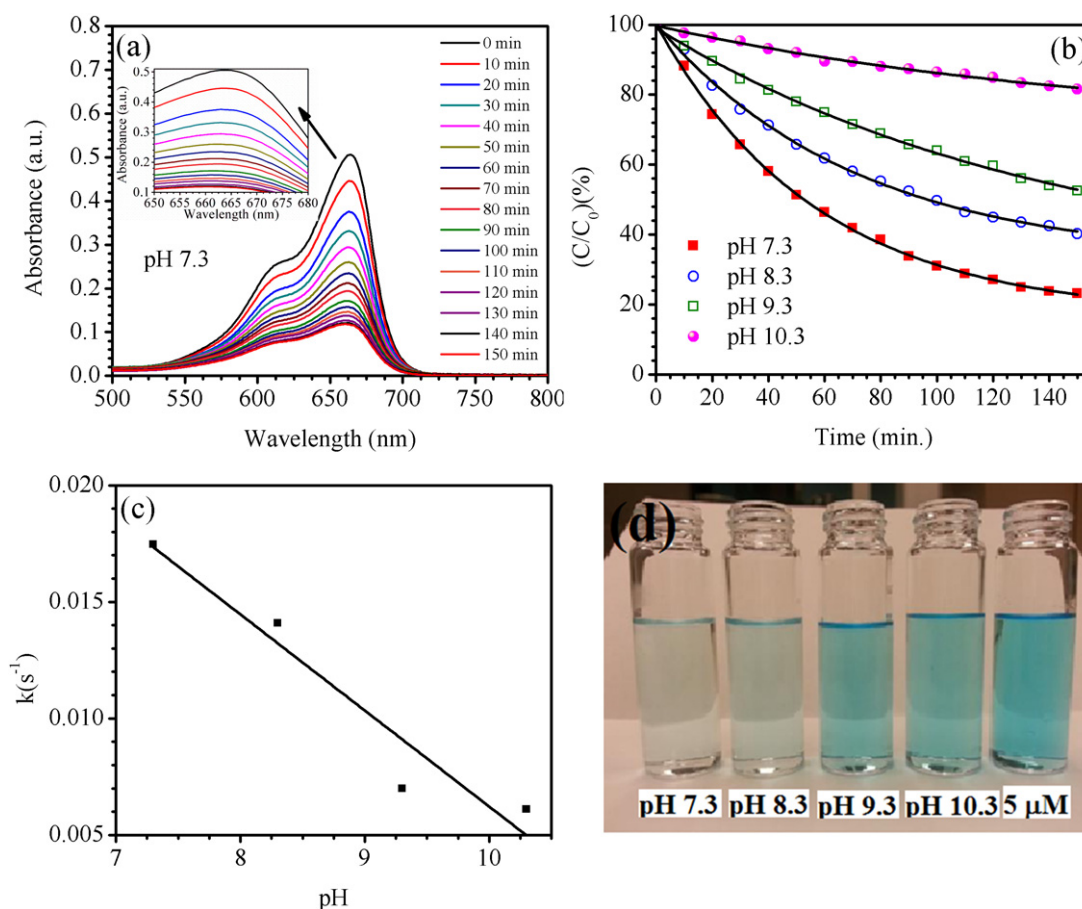 (a)
0.8
0.7
0.6
0.5
0.4
0.3
0.2
0.1
0.0
Absorbance (a.u.)
500
550
600
650
700
750
800
Wavelength (nm)
pH 7.3
0.5
0.4
0.3
0.2
0.1
Absorbance (a.u.)
650
655
660
665
670
675
680
Wavelength (nm)
0 min
10 min
20 min
30 min
40 min
50 min
60 min
70 min
80 min
90 min
100 min
110 min
120 min
130 min
140 min
150 min
(b)
100
80
60
40
20
0
(C/C₀)(%)
0
20
40
60
80
100
120
140
Time (min.)
pH 7.3
pH 8.3
pH 9.3
pH 10.3
(c)
0.020
0.015
0.010
0.005
k(s⁻¹)
7
8
9
10
pH
(d)
pH 7.3
pH 8.3
pH 9.3
pH 10.3
5 μM